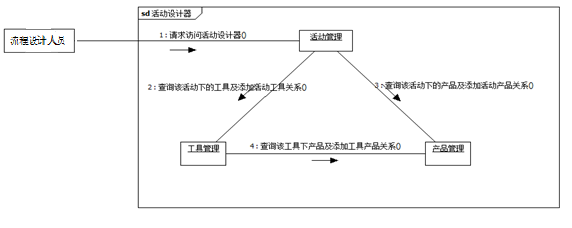 sd 活动设计器
1：请求访问活动设计器()
流程设计人员
活动管理
2：查询该活动下的工具及添加活动工具关系()
3：查询该活动下的产品及添加活动产品关系()
4：查询该工具下产品及添加工具产品关系()
工具管理
产品管理